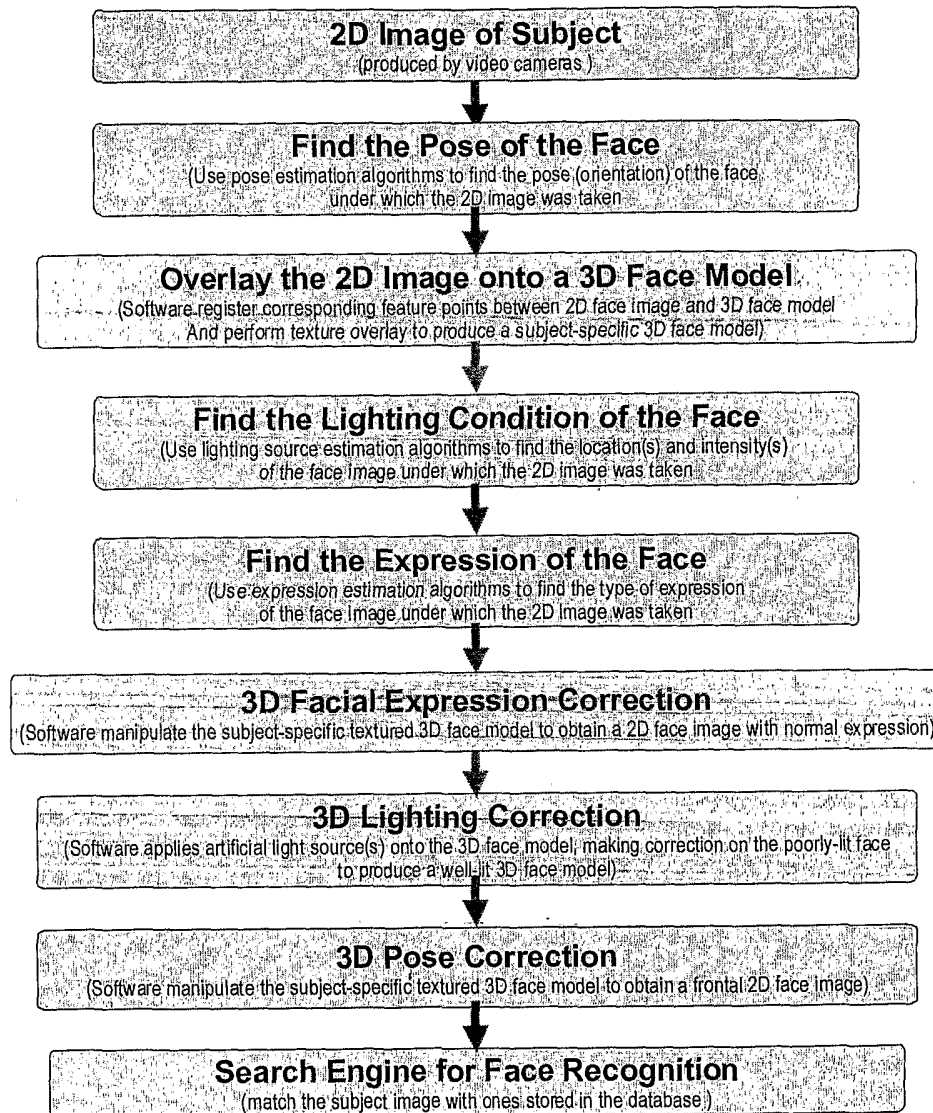 2D Image of Subject
(produced by video cameras )
Find the Pose of the Face
(Use pose estimation algorithms to find the pose (orientation) of the face
under which the 2D image was taken
Overlay the 2D Image onto a 3D Face Model
(Software register corresponding feature points between 2D face image and 3D face model
And perform texture overlay to produce a subject-specific 3D face model)
Find the Lighting Condition of the Face
(Use lighting source estimation algorithms to find the location(s) and intensity(s)
of the face image under which the 2D image was taken
Find the Expression of the Face
(Use expression estimation algorithms to find the type of expression
of the face Image under which the 2D Image was taken
3D Facial Expression Correction
(Software manipulate the subject-specific textured 3D face model to obtain a 2D face image with normal expression)
3D Lighting Correction
(Software applies artificial light source(s) onto the 3D face model, making correction on the poorly-lit face
to produce a well-lit 3D face model)
3D Pose Correction
(Software manipulate the subject-specific textured 3D face model to obtain a frontal 2D face Image)
Search Engine for Face Recognition
(match the subject image with ones stored in the database )